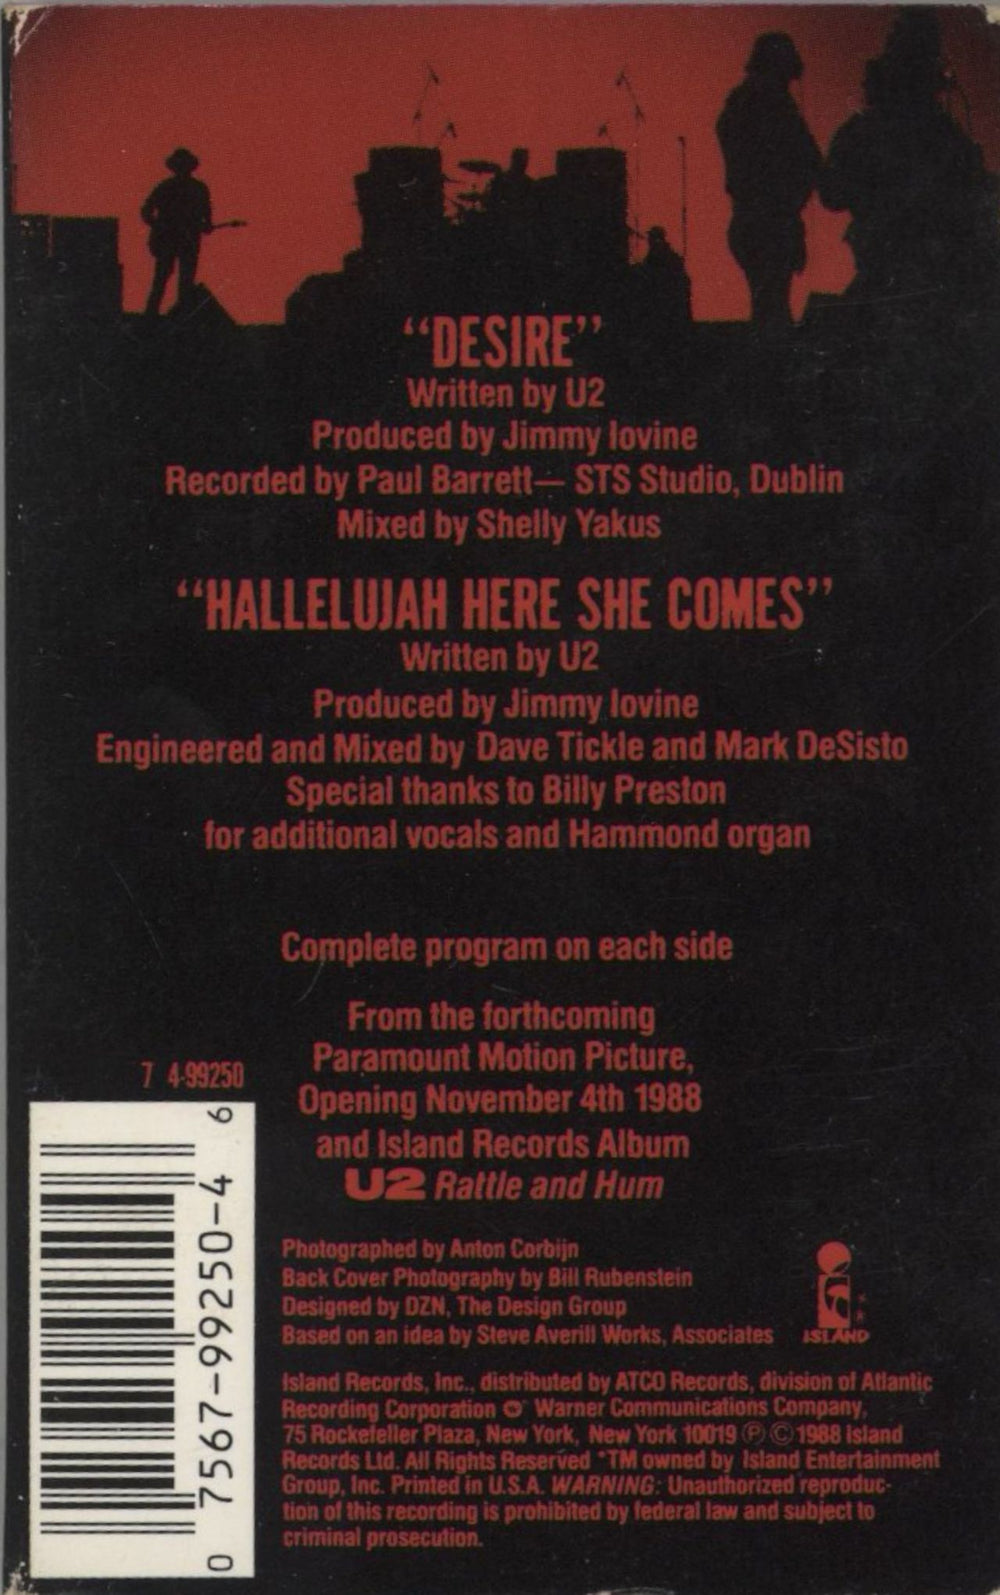 “DESIRE”
Written by U2
Produced by Jimmy Iovine
Recorded by Paul Barrett— STS Studio, Dublin
Mixed by Shelly Yakus
“HALLELUJAH HERE SHE COMES”
Written by U2
Produced by Jimmy Iovine
Engineered and Mixed by Dave Tickle and Mark DeSisto
Special thanks to Billy Preston
for additional vocals and Hammond organ
Complete program on each side
From the forthcoming
Paramount Motion Picture,
Opening November 4th 1988
and Island Records Album
U2 Rattle and Hum
7 4-99250
0 7567-99250-4 6
Photographed by Anton Corbijn
Back Cover Photography by Bill Rubenstein
Designed by DZN, The Design Group
Based on an idea by Steve Averill Works, Associates
ISLAND
Island Records, Inc., distributed by ATCO Records, division of Atlantic
Recording Corporation Warner Communications Company,
75 Rockefeller Plaza, New York, New York 10019 ℗ © 1988 Island
Records Ltd. All Rights Reserved *TM owned by Island Entertainment
Group, Inc. Printed in U.S.A. WARNING: Unauthorized reproduc-
tion of this recording is prohibited by federal law and subject to
criminal prosecution.